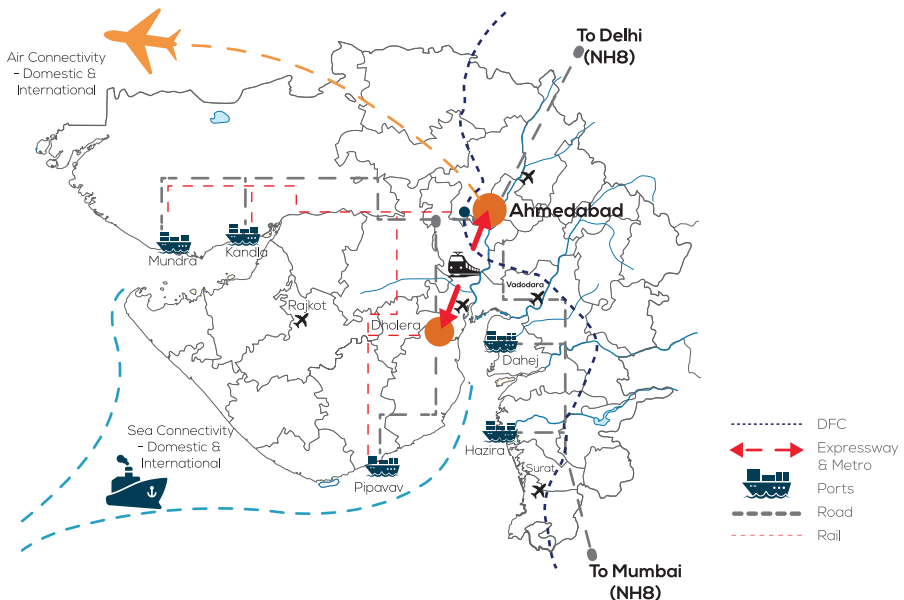 To Delhi
(NH8)
Air Connectivity
- Domestic &
International
Ahmedabad
Mundra
Kandla
Vadodara
Rajkot
Dholera
Dahej
Sea Connectivity
- Domestic &
International
Hazira
Surat
Pipavav
DFC
Expressway
& Metro
Ports
Road
Rail
To Mumbai
(NH8)